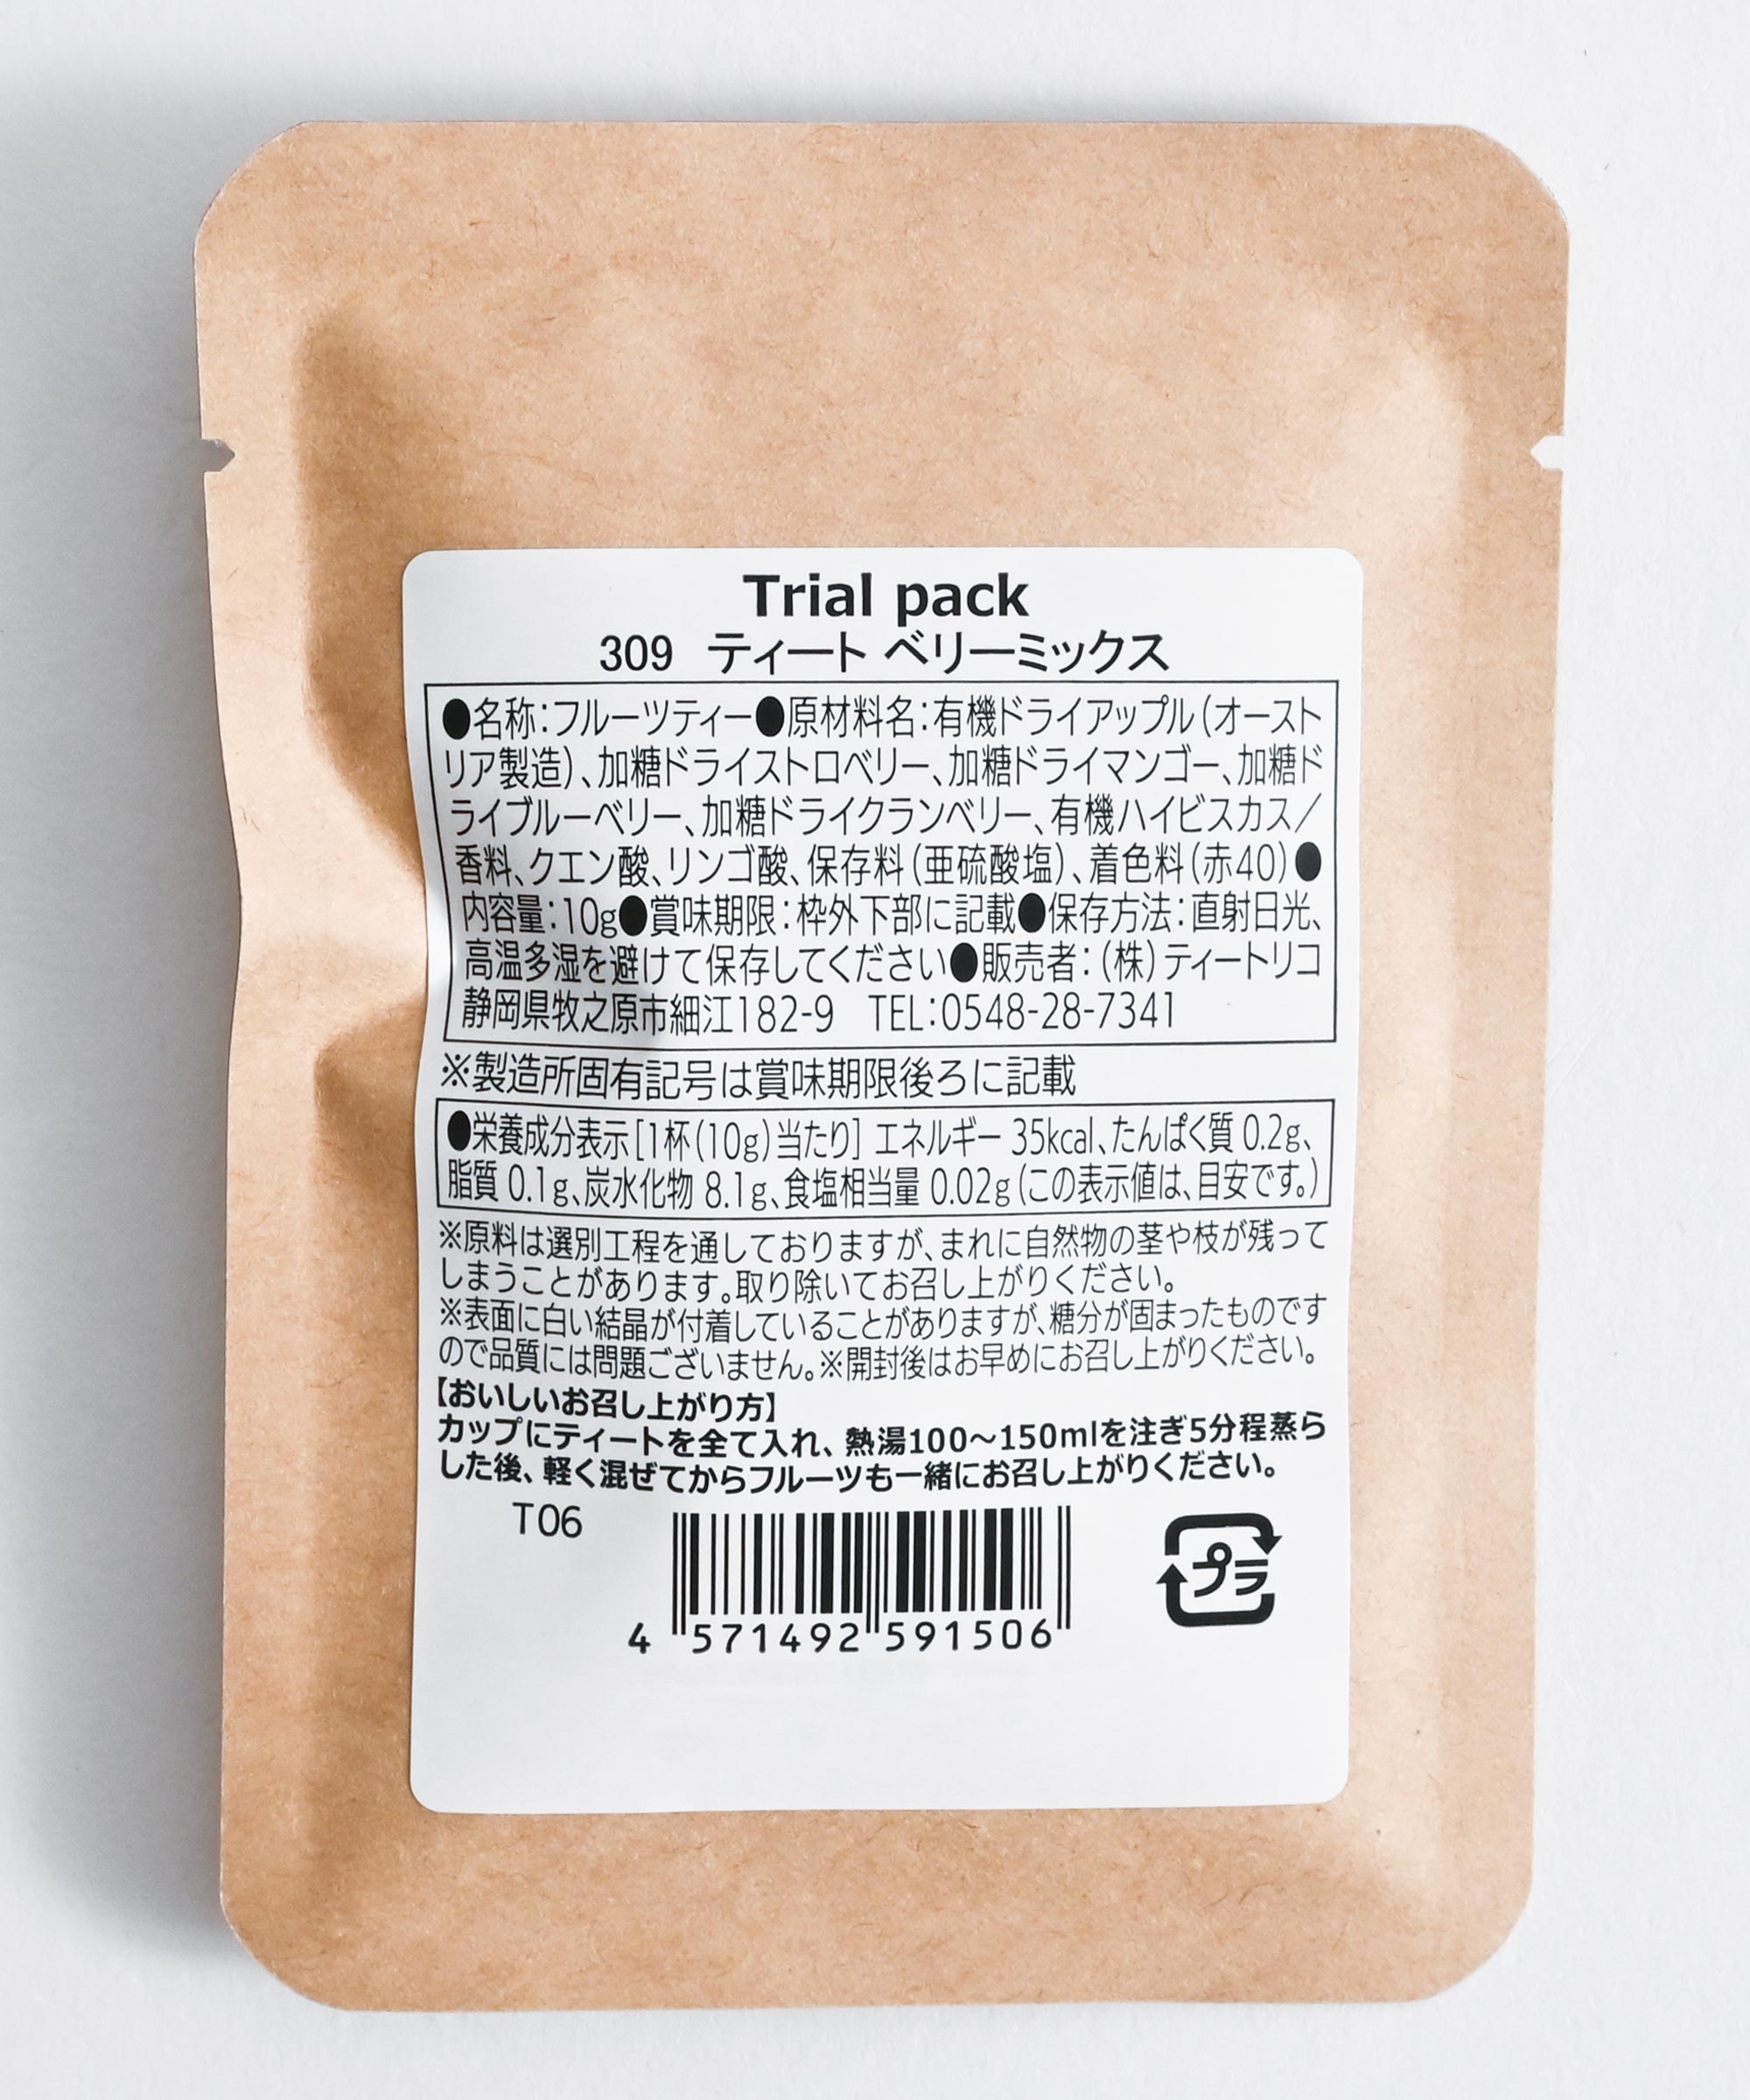 Trial pack
309 ティート ベリーミックス
●名称：フルーツティー●原材料名：有機ドライアップル（オースト
リア製造）、加糖ドライストロベリー、加糖ドライマンゴー、加糖ド
ライブルーベリー、加糖ドライクランベリー、有機ハイビスカス／
香料、クエン酸、リンゴ酸、保存料（亜硫酸塩）、着色料（赤40）●
内容量：10g●賞味期限：枠外下部に記載●保存方法：直射日光、
高温多湿を避けて保存してください●販売者：（株）ティートリコ
静岡県牧之原市細江182-9　TEL：0548-28-7341
※製造所固有記号は賞味期限後ろに記載
●栄養成分表示［1杯（10g）当たり］ エネルギー 35kcal、たんぱく質 0.2g、
脂質 0.1g、炭水化物 8.1g、食塩相当量 0.02g（この表示値は、目安です。）
※原料は選別工程を通しておりますが、まれに自然物の茎や枝が残って
しまうことがあります。取り除いてお召し上がりください。
※表面に白い結晶が付着していることがありますが、糖分が固まったものです
ので品質には問題ございません。※開封後はお早めにお召し上がりください。
【おいしいお召し上がり方】
カップにティートを全て入れ、熱湯100～150mlを注ぎ5分程蒸ら
した後、軽く混ぜてからフルーツも一緒にお召し上がりください。
T06
プラ
4 571492 591506